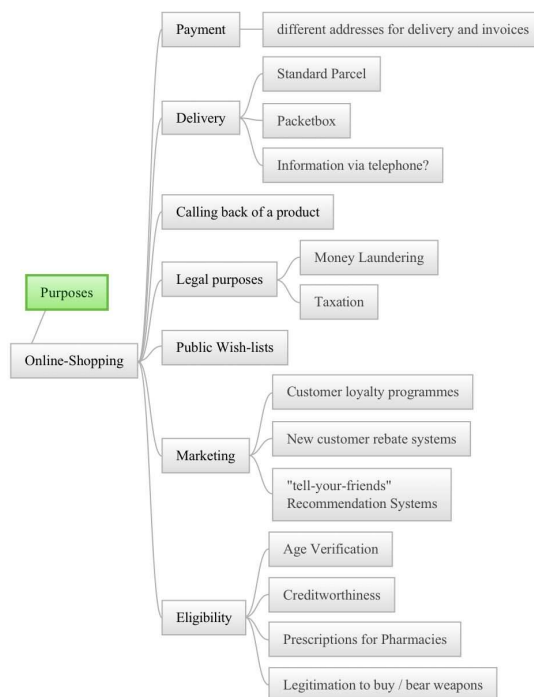 Payment
different addresses for delivery and invoices
Standard Parcel
Delivery
Packetbox
Information via telephone?
Calling back of a product
Money Laundering
Legal purposes
Taxation
Purposes
Public Wish-lists
Online-Shopping
Customer loyalty programmes
New customer rebate systems
Marketing
"tell-your-friends"
Recommendation Systems
Age Verification
Creditworthiness
Eligibility
Prescriptions for Pharmacies
Legitimation to buy / bear weapons